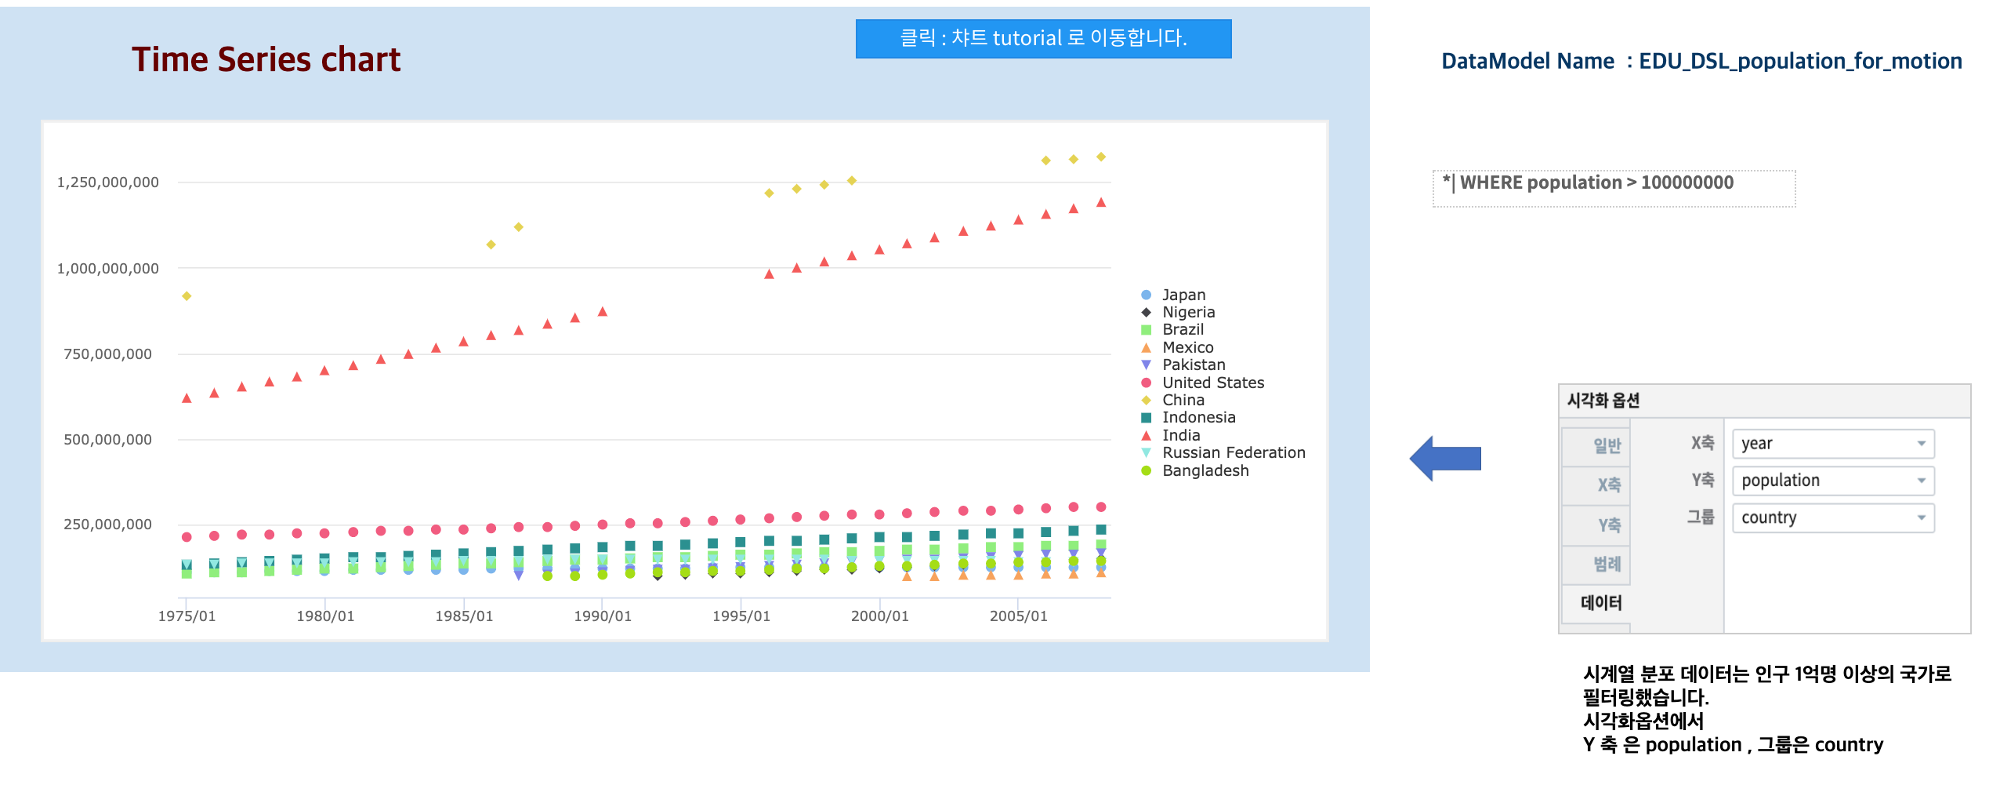 Time Series chart
클릭 : 챠트 tutorial 로 이동합니다.
DataModel Name : EDU_DSL_population_for_motion
*| WHERE population > 100000000
1,250,000,000
1,000,000,000
750,000,000
500,000,000
250,000,000
1975/01
1980/01
1985/01
1990/01
1995/01
2000/01
2005/01
Japan
Nigeria
Brazil
Mexico
Pakistan
United States
China
Indonesia
India
Russian Federation
Bangladesh
시각화 옵션
일반
X축
Y축
범례
데이터
X축 year
Y축 population
그룹 country
시계열 분포 데이터는 인구 1억명 이상의 국가로
필터링했습니다.
시각화옵션에서
Y 축 은 population , 그룹은 country